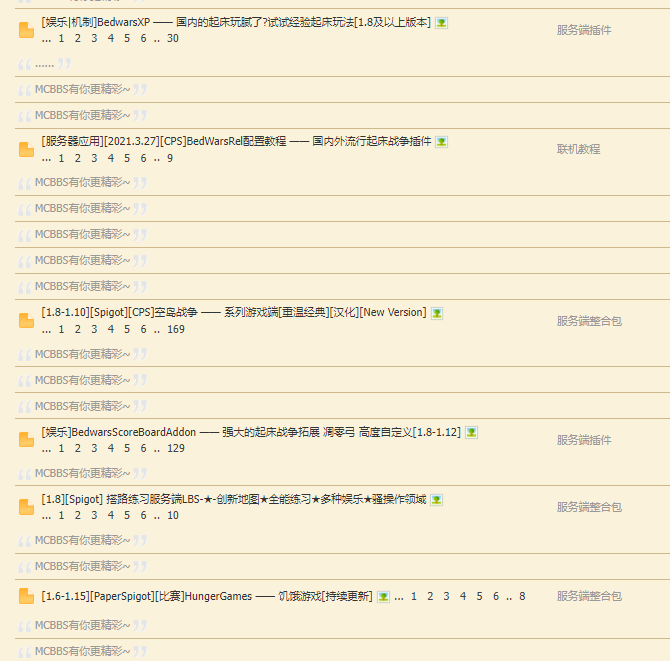 [娱乐|机制]BedwarsXP —— 国内的起床玩腻了?试试经验起床玩法[1.8及以上版本]
服务端插件
... 1 2 3 4 5 6 .. 30
“ ...... ”
“ MCBBS有你更精彩~ ”
“ MCBBS有你更精彩~ ”
[服务器应用][2021.3.27][CPS]BedWarsRel配置教程 —— 国内外流行起床战争插件
联机教程
... 1 2 3 4 5 6 .. 9
“ MCBBS有你更精彩~ ”
“ MCBBS有你更精彩~ ”
“ MCBBS有你更精彩~ ”
“ MCBBS有你更精彩~ ”
“ MCBBS有你更精彩~ ”
[1.8-1.10][Spigot][CPS]空岛战争 —— 系列游戏端[重温经典][汉化][New Version]
服务端整合包
... 1 2 3 4 5 6 .. 169
“ MCBBS有你更精彩~ ”
“ MCBBS有你更精彩~ ”
“ MCBBS有你更精彩~ ”
[娱乐]BedwarsScoreBoardAddon —— 强大的起床战争拓展 凋零弓 高度自定义[1.8-1.12]
服务端插件
... 1 2 3 4 5 6 .. 129
“ MCBBS有你更精彩~ ”
[1.8][Spigot] 搭路练习服务端LBS-★-创新地图★全能练习★多种娱乐★骚操作领域
服务端整合包
... 1 2 3 4 5 6 .. 10
“ MCBBS有你更精彩~ ”
“ MCBBS有你更精彩~ ”
[1.6-1.15][PaperSpigot][比赛]HungerGames —— 饥饿游戏[持续更新] ... 1 2 3 4 5 6 .. 8
服务端整合包
“ MCBBS有你更精彩~ ”
“ MCBBS有你更精彩~ ”